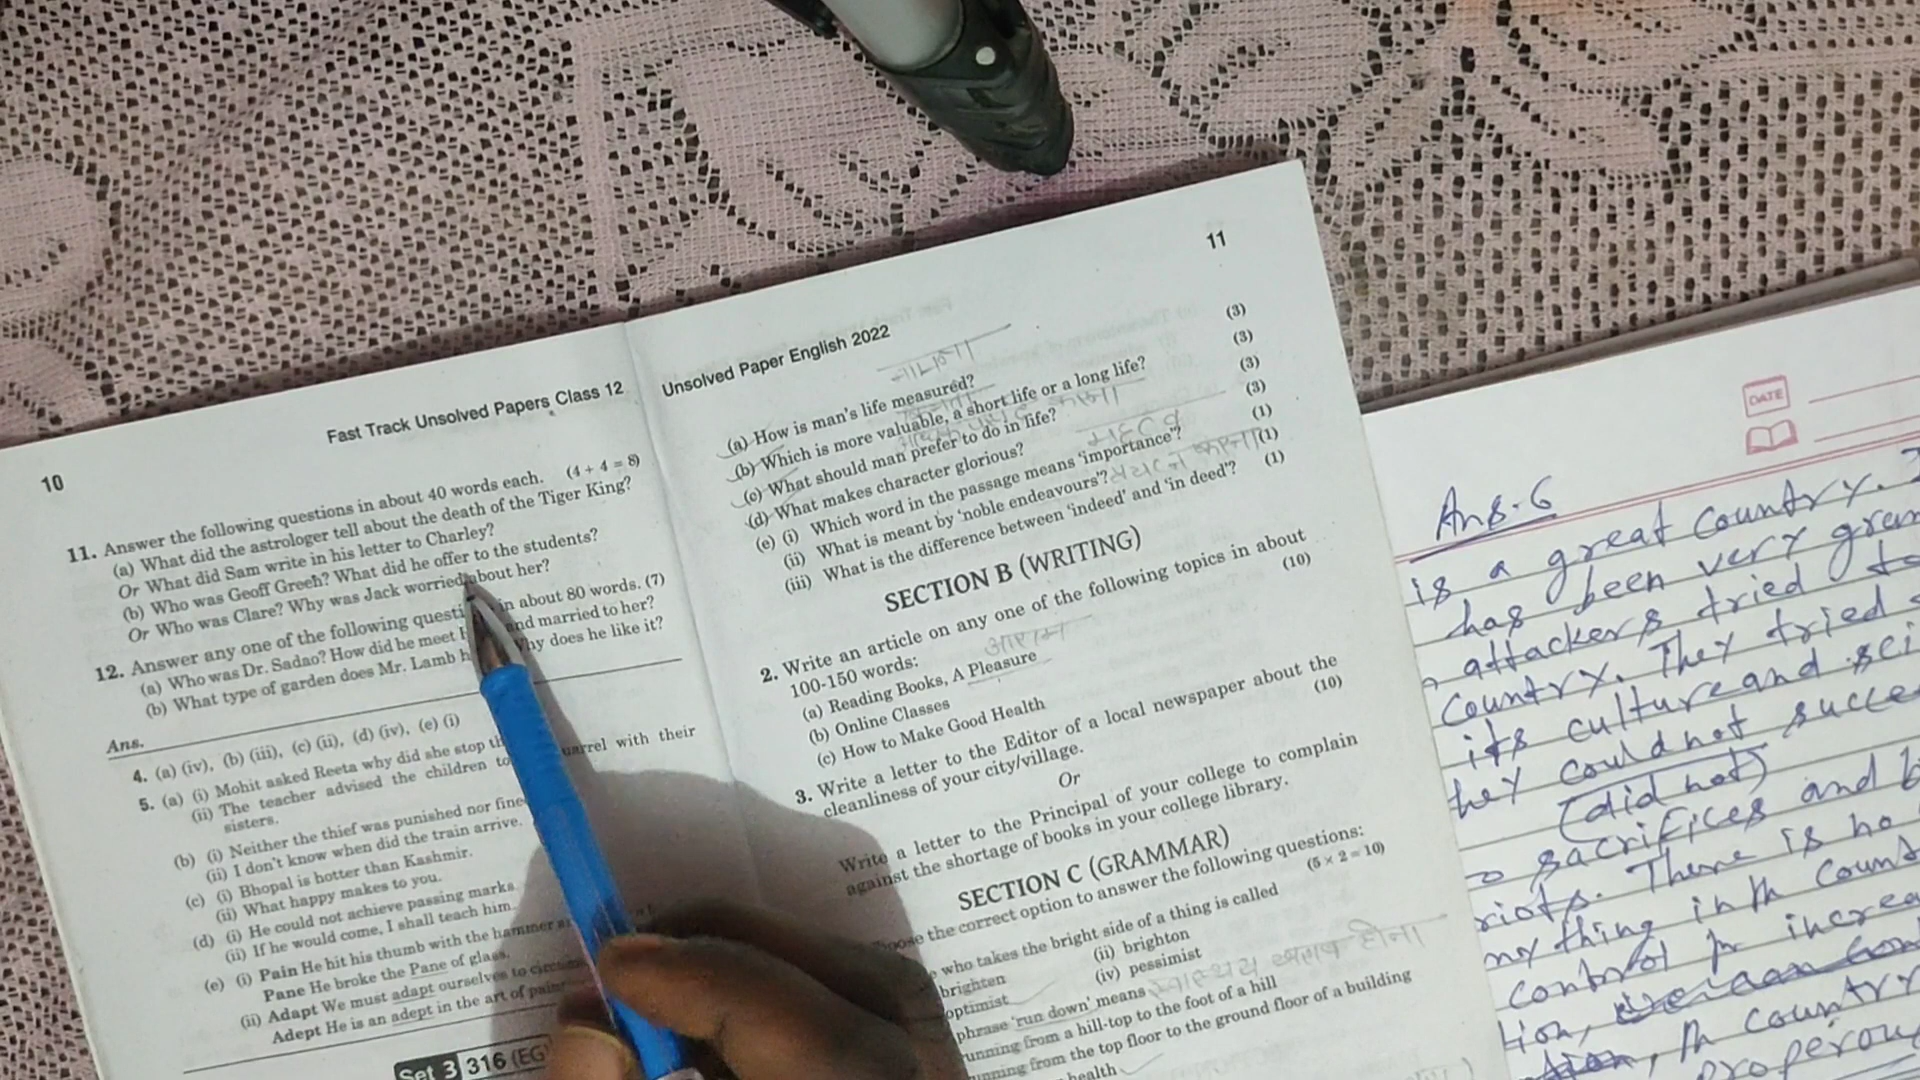 10
Fast Track Unsolved Papers Class 12
11. Answer the following questions in about 40 words each. (4 + 4 = 8)
(a) What did the astrologer tell about the death of the Tiger King?
Or What did Sam write in his letter to Charley?
(b) Who was Geoff Green? What did he offer to the students?
Or Who was Clare? Why was Jack worried about her?
12. Answer any one of the following questi in about 80 words. (7)
(a) Who was Dr. Sadao? How did he meet and married to her?
(b) What type of garden does Mr. Lamb h hy does he like it?
Ans.
4. (a) (iv), (b) (iii), (c) (ii), (d) (iv), (e) (i)
5. (a) (i) Mohit asked Reeta why did she stop th
(ii) The teacher advised the children to uarrel with their
sisters.
(b) (i) Neither the thief was punished nor fine
(ii) I don't know when did the train arrive.
(c) (i) Bhopal is hotter than Kashmir.
(ii) What happy makes to you.
(d) (i) He could not achieve passing marks.
(ii) If he would come, I shall teach him.
(e) (i) Pain He hit his thumb with the hammer
Pane He broke the Pane of glass.
(ii) Adapt We must adapt ourselves to
Adept He is an adept in the art of
Set 3 316 (EG
Unsolved Paper English 2022
11
(a) How is man's life measured? (3)
(b) Which is more valuable, a short life or a long life? (3)
(c) What should man prefer to do in life? (3)
(d) What makes character glorious? (3)
महत्व
(e) (i) Which word in the passage means 'importance'? (1)
(ii) What is meant by 'noble endeavours'? प्रयत्न करना (1)
(iii) What is the difference between 'indeed' and 'in deed'? (1)
SECTION B (WRITING)
2. Write an article on any one of the following topics in about
100-150 words: (10)
(a) Reading Books, A Pleasure
(b) Online Classes
(c) How to Make Good Health
3. Write a letter to the Editor of a local newspaper about the
cleanliness of your city/village. (10)
Or
Write a letter to the Principal of your college to complain
against the shortage of books in your college library.
SECTION C (GRAMMAR)
oose the correct option to answer the following questions:
(5 × 2 = 10)
who takes the bright side of a thing is called
brighten (ii) brighton
optimist (iv) pessimist
phrase 'run down' means
unning from a hill-top to the foot of a hill
nning from the top floor to the ground floor of a building
health
DATE
Ans.6
is a great country.
has been very gran
attackers tried to
country. They tried
its culture and sci
hey could not succe
(did not)
sacrifices and b
riots. There is no
my thing in th count
control increa
th country
properou